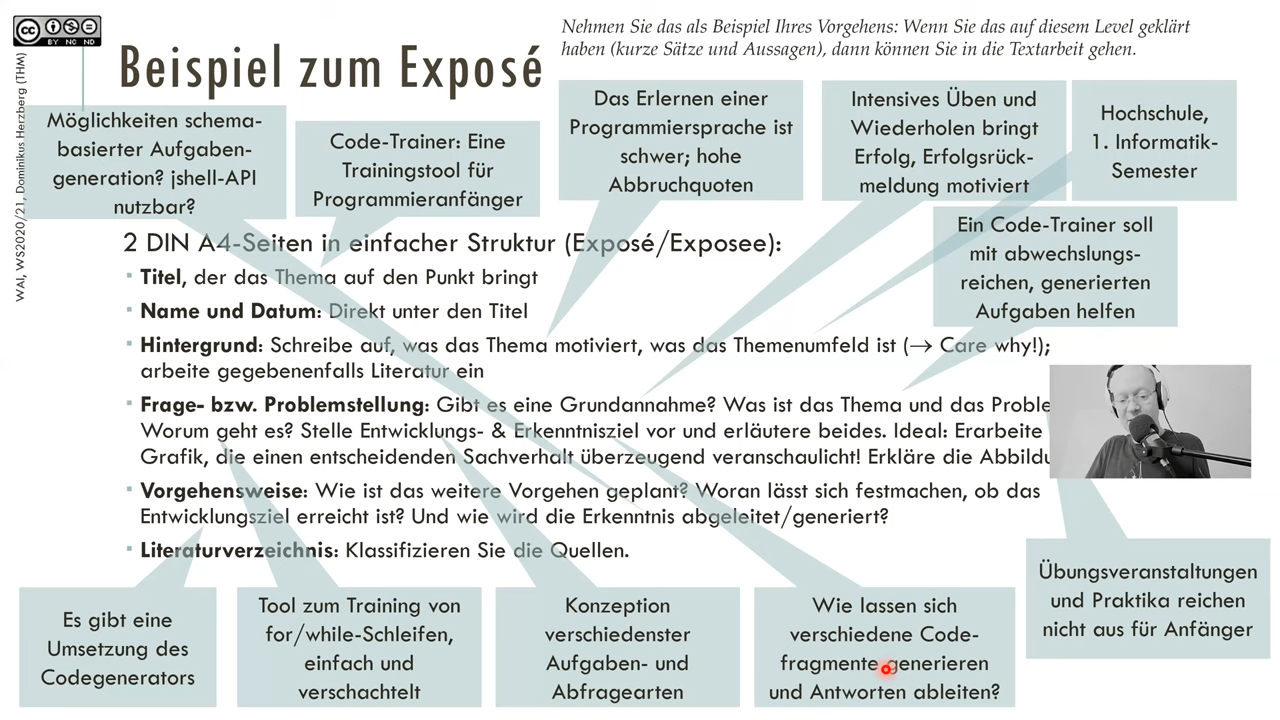 cc
BY NC ND
WAI, WS2020/21, Dominikus Herzberg (THM)
Beispiel zum Exposé
Nehmen Sie das als Beispiel Ihres Vorgehens: Wenn Sie das auf diesem Level geklärt
haben (kurze Sätze und Aussagen), dann können Sie in die Textarbeit gehen.
Möglichkeiten schema-
basierter Aufgaben-
generation? jshell-API
nutzbar?
Code-Trainer: Eine
Trainingstool für
Programmieranfänger
Das Erlernen einer
Programmiersprache ist
schwer; hohe
Abbruchquoten
Intensives Üben und
Wiederholen bringt
Erfolg, Erfolgsrück-
meldung motiviert
Hochschule,
1. Informatik-
Semester
Ein Code-Trainer soll
mit abwechslungs-
reichen, generierten
Aufgaben helfen
2 DIN A4-Seiten in einfacher Struktur (Exposé/Exposee):
▪ Titel, der das Thema auf den Punkt bringt
▪ Name und Datum: Direkt unter den Titel
▪ Hintergrund: Schreibe auf, was das Thema motiviert, was das Themenumfeld ist (→ Care why!);
arbeite gegebenenfalls Literatur ein
▪ Frage- bzw. Problemstellung: Gibt es eine Grundannahme? Was ist das Thema und das Proble
Worum geht es? Stelle Entwicklungs- & Erkenntnisziel vor und erläutere beides. Ideal: Erarbeite
Grafik, die einen entscheidenden Sachverhalt überzeugend veranschaulicht! Erkläre die Abbildu
▪ Vorgehensweise: Wie ist das weitere Vorgehen geplant? Woran lässt sich festmachen, ob das
Entwicklungsziel erreicht ist? Und wie wird die Erkenntnis abgeleitet/generiert?
▪ Literaturverzeichnis: Klassifizieren Sie die Quellen.
Es gibt eine
Umsetzung des
Codegenerators
Tool zum Training von
for/while-Schleifen,
einfach und
verschachtelt
Konzeption
verschiedenster
Aufgaben- und
Abfragearten
Wie lassen sich
verschiedene Code-
fragmente generieren
und Antworten ableiten?
Übungsveranstaltungen
und Praktika reichen
nicht aus für Anfänger